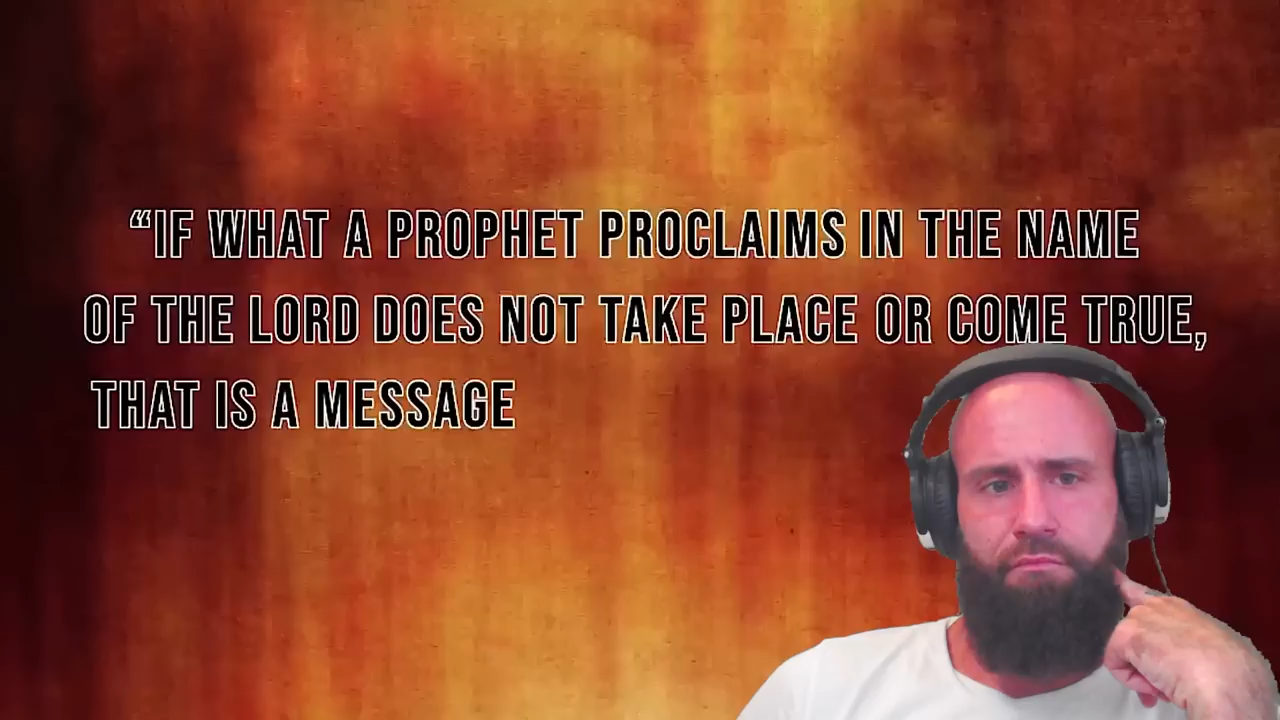 “IF WHAT A PROPHET PROCLAIMS IN THE NAME
OF THE LORD DOES NOT TAKE PLACE OR COME TRUE,
THAT IS A MESSAGE